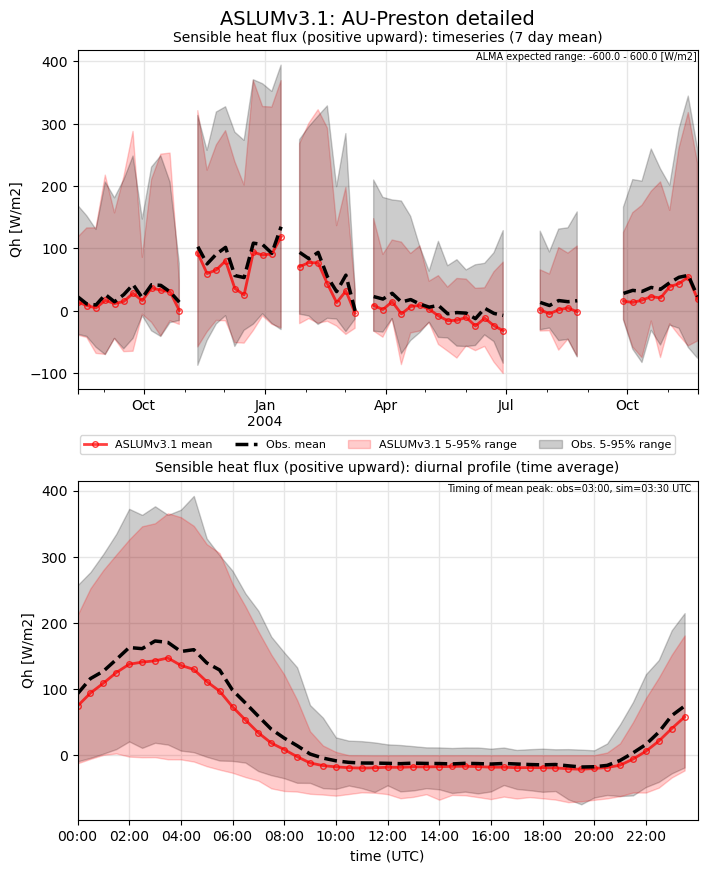 ASLUMv3.1: AU-Preston detailed
Sensible heat flux (positive upward): timeseries (7 day mean)
ALMA expected range: -600.0 - 600.0 [W/m2]
Qh [W/m2]
400
300
200
100
0
−100
Oct
Jan
2004
Apr
Jul
Oct
ASLUMv3.1 mean
Obs. mean
ASLUMv3.1 5-95% range
Obs. 5-95% range
Sensible heat flux (positive upward): diurnal profile (time average)
Timing of mean peak: obs=03:00, sim=03:30 UTC
Qh [W/m2]
400
300
200
100
0
00:00 02:00 04:00 06:00 08:00 10:00 12:00 14:00 16:00 18:00 20:00 22:00
time (UTC)